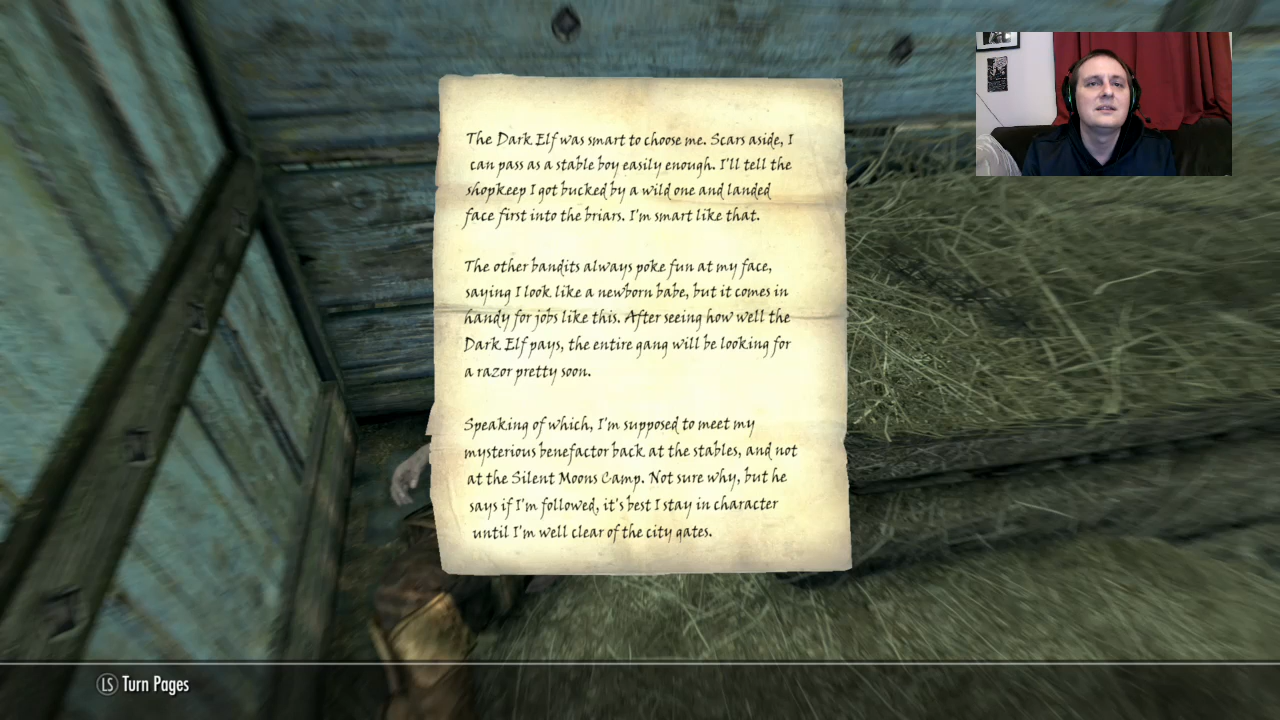 The Dark Elf was smart to choose me. Scars aside, I
can pass as a stable boy easily enough. I'll tell the
shopkeep I got bucked by a wild one and landed
face first into the briars. I'm smart like that.
The other bandits always poke fun at my face,
saying I look like a newborn babe, but it comes in
handy for jobs like this. After seeing how well the
Dark Elf pays, the entire gang will be looking for
a razor pretty soon.
Speaking of which, I'm supposed to meet my
mysterious benefactor back at the stables, and not
at the Silent Moons Camp. Not sure why, but he
says if I'm followed, it's best I stay in character
until I'm well clear of the city gates.
LS Turn Pages